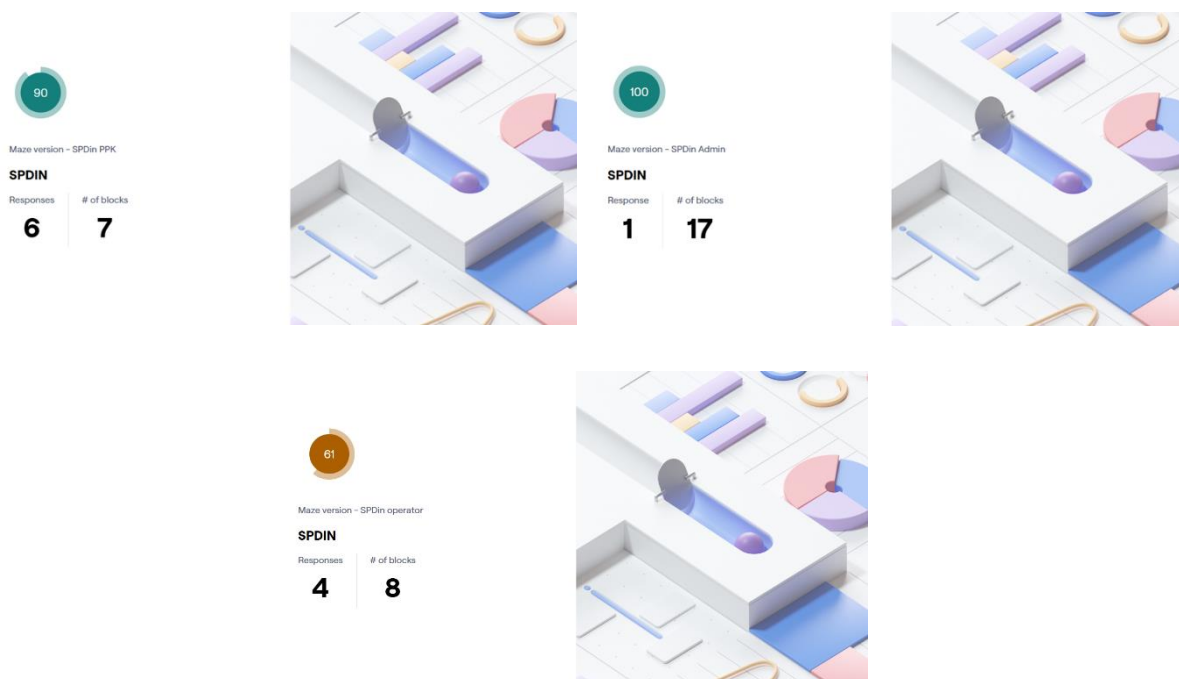 90
Maze version - SPDin PPK
SPDIN
Responses # of blocks
6 7
100
Maze version - SPDin Admin
SPDIN
Response # of blocks
1 17
61
Maze version - SPDin operator
SPDIN
Responses # of blocks
4 8